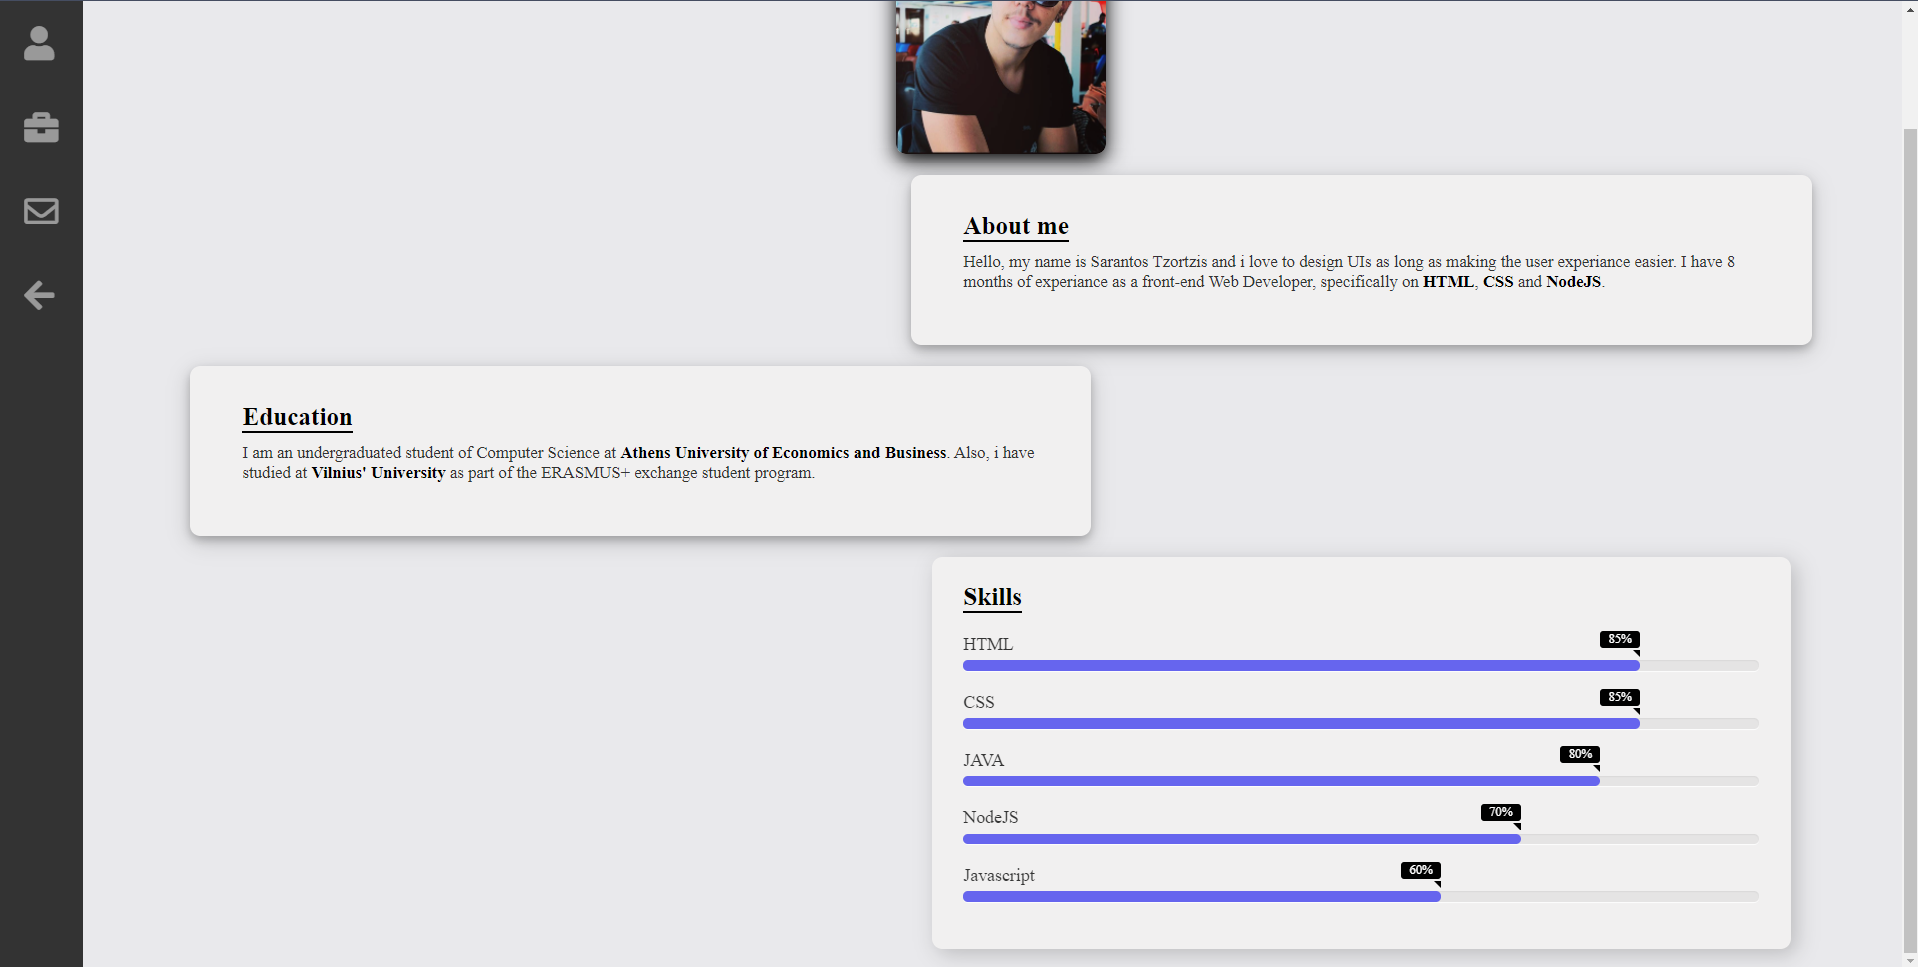 About me
Hello, my name is Sarantos Tzortzis and i love to design UIs as long as making the user experiance easier. I have 8
months of experiance as a front-end Web Developer, specifically on HTML, CSS and NodeJS.
Education
I am an undergraduated student of Computer Science at Athens University of Economics and Business. Also, i have
studied at Vilnius' University as part of the ERASMUS+ exchange student program.
Skills
HTML
85%
CSS
85%
JAVA
80%
NodeJS
70%
Javascript
60%